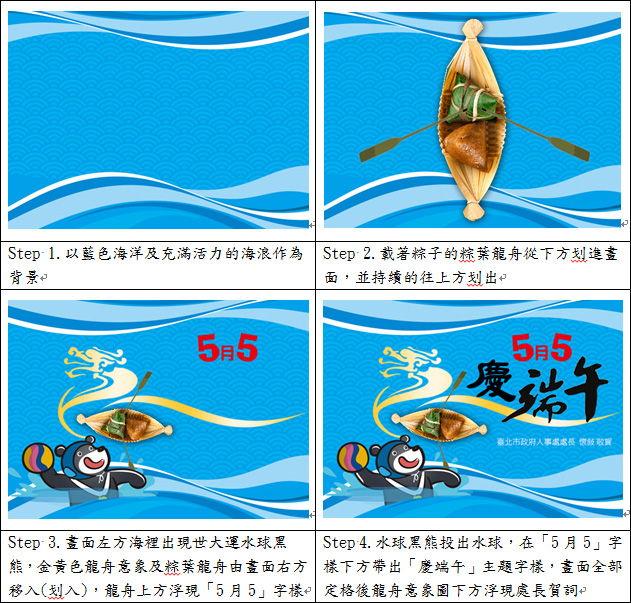 Step 1.以藍色海洋及充滿活力的海浪作為
背景
Step 2.載著粽子的粽葉龍舟從下方划進畫
面，並持續的往上方划出
5月5
Step 3.畫面左方海裡出現世大運水球黑
熊，金黃色龍舟意象及粽葉龍舟由畫面右方
移入(划入)，龍舟上方浮現「5月5」字樣
5月5
慶端午
臺北市政府人事處處長 懷敍 敬賀
Step4.水球黑熊投出水球，在「5月5」字
樣下方帶出「慶端午」主題字樣，畫面全部
定格後龍舟意象圖下方浮現處長賀詞